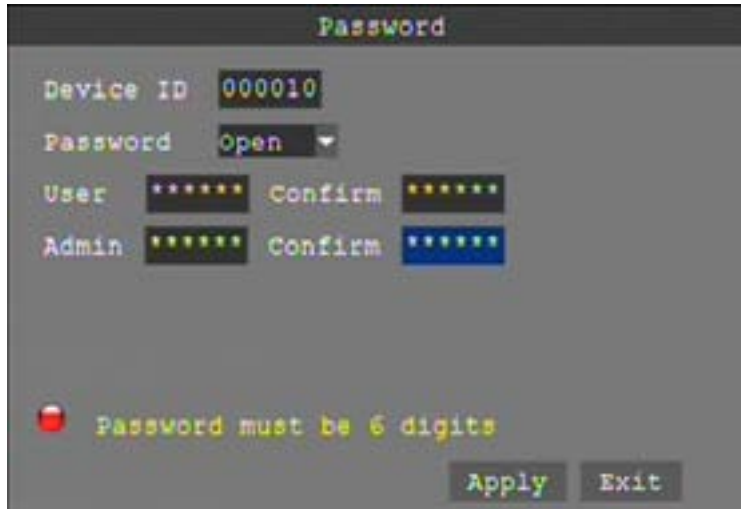 Password
Device ID 000010
Password Open
User ****** Confirm ******
Admin ****** Confirm ******
Password must be 6 digits
Apply Exit